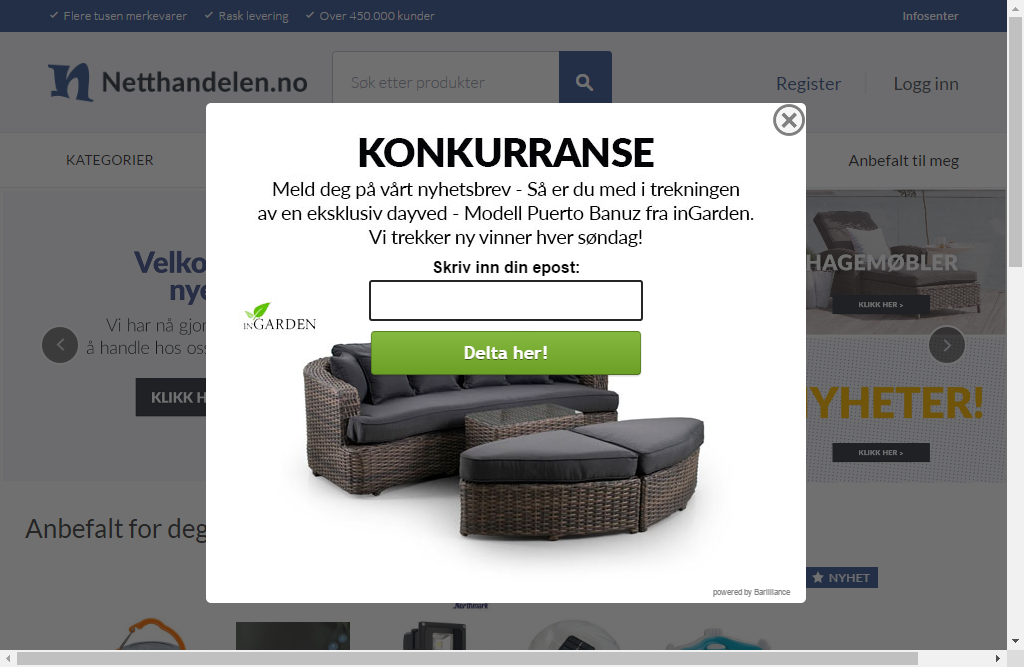 Flere tusen merkevarer
Rask levering
Over 450.000 kunder
Infosenter
Netthandelen.no
Søk etter produkter
Register
Logg inn
KATEGORIER
Anbefalt til meg
KONKURRANSE
Meld deg på vårt nyhetsbrev - Så er du med i trekningen
av en eksklusiv dayved - Modell Puerto Banuz fra inGarden.
Vi trekker ny vinner hver søndag!
Skriv inn din epost:
Delta her!
INGARDEN
powered by Barilliance
Velko
nye
Vi har nå gjor
å handle hos oss
KLIKK H
HAGEMØBLER
KLIKK HER >
NYHETER!
KLIKK HER >
Anbefalt for deg
NYHET
Northmark